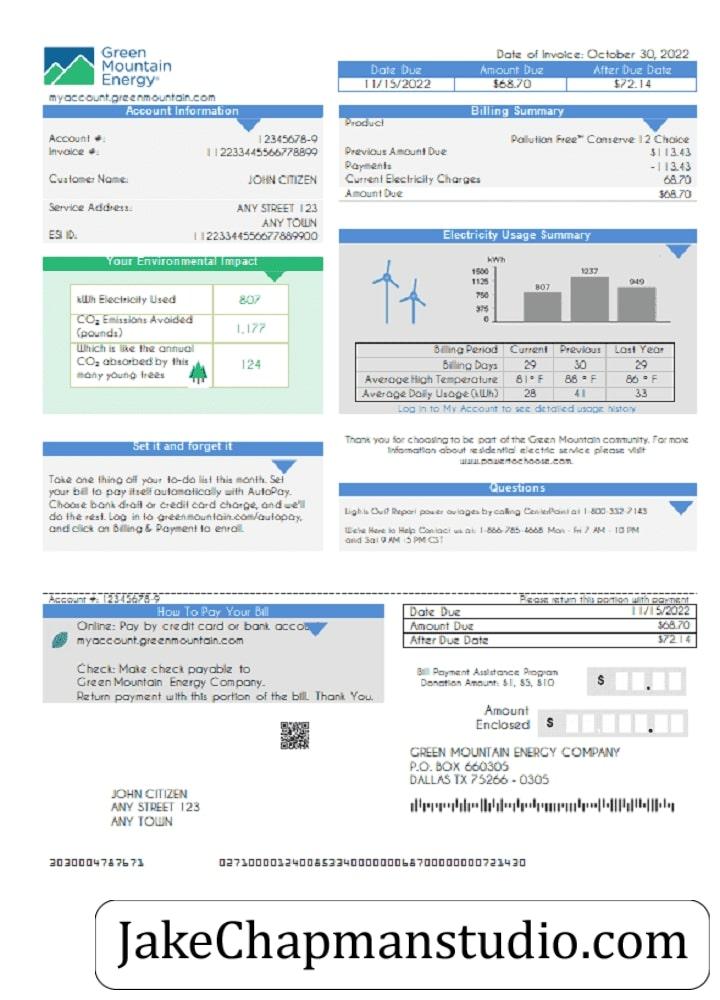 Green
Mountain
Energy®
myaccount.greenmountain.com
Date of Invoice: October 30, 2022
Date Due Amount Due After Due Date
11/15/2022 $68.70 $72.14
Account Information
Account #: 12345678-9
Invoice #: 112233445566778899
Customer Name: JOHN CITIZEN
Service Address: ANY STREET 123
ANY TOWN
ESI ID: 11223344556677889900
Billing Summary
Product
Pollution Free™ Conserve 12 Choice
Previous Amount Due $113.43
Payments -113.43
Current Electricity Charges 68.70
Amount Due $68.70
Your Environmental Impact
kWh Electricity Used 807
CO₂ Emissions Avoided
(pounds) 1,177
Which is like the annual
CO₂ absorbed by this
many young trees 124
Electricity Usage Summary
kWh
1500
1125
750
375
0
807 1237 949
Billing Period Current Previous Last Year
Billing Days 29 30 29
Average High Temperature 81° F 88 ° F 86 ° F
Average Daily Usage (kWh) 28 41 33
Log in to My Account to see detailed usage history
Set it and forget it
Take one thing off your to-do list this month. Set
your bill to pay itself automatically with AutoPay.
Choose bank draft or credit card charge, and we'll
do the rest. Log in to greenmountain.com/autopay,
and click on Billing & Payment to enroll.
Thank you for choosing to be part of the Green Mountain community. For more
information about residential electric service please visit
www.powertochoose.com.
Questions
Lights Out? Report power outages by calling CenterPoint at 1-800-332-7143
We're Here to Help Contact us at: 1-866-785-4668 Mon - Fri 7 AM - 10 PM
and Sat 9 AM -5 PM CST
Account #: 12345678-9
Please return this portion with payment
How To Pay Your Bill
Online: Pay by credit card or bank accou
myaccount.greenmountain.com
Check: Make check payable to
Green Mountain Energy Company.
Return payment with this portion of the bill. Thank You.
Date Due 11/15/2022
Amount Due $68.70
After Due Date $72.14
Bill Payment Assistance Program
Donation Amount: $1, $5, $10 $ .
Amount
Enclosed $ .
GREEN MOUNTAIN ENERGY COMPANY
P.O. BOX 660305
DALLAS TX 75266 - 0305
JOHN CITIZEN
ANY STREET 123
ANY TOWN
3030004787671
JakeChapmanstudio.com